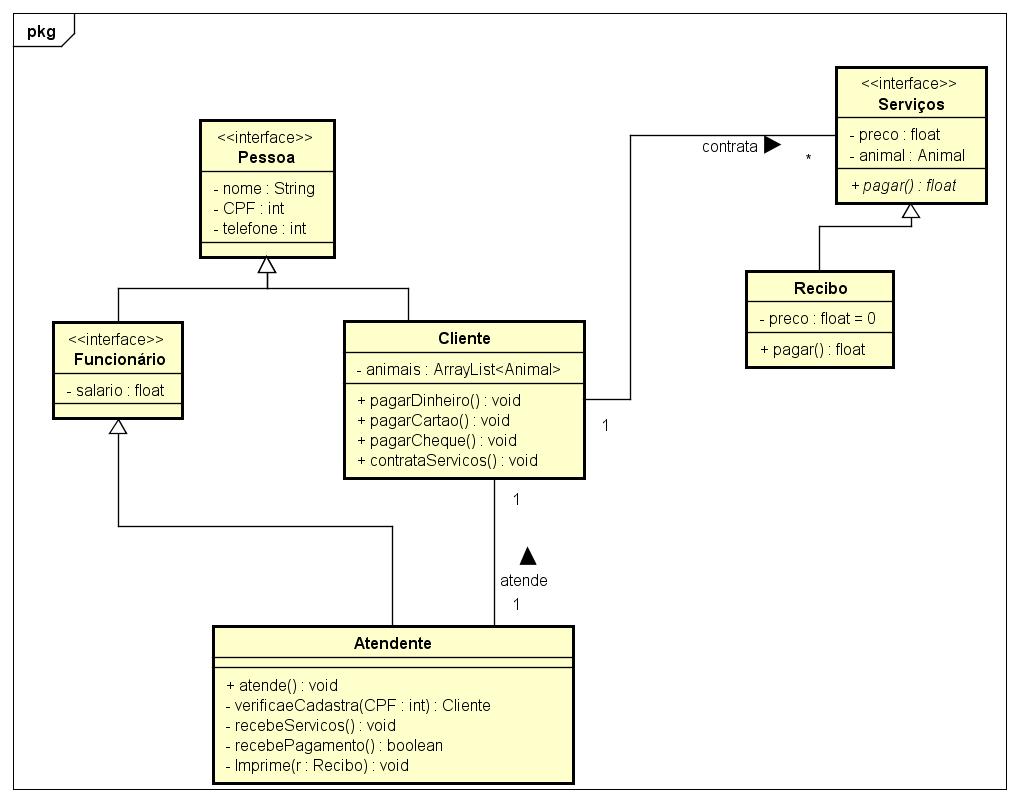 pkg
<<interface>>
Serviços
- preco : float
- animal : Animal
+ pagar() : float
contrata
*
<<interface>>
Pessoa
- nome : String
- CPF : int
- telefone : int
Recibo
- preco : float = 0
+ pagar() : float
<<interface>>
Funcionário
- salario : float
Cliente
- animais : ArrayList<Animal>
+ pagarDinheiro() : void
+ pagarCartao() : void
+ pagarCheque() : void
+ contrataServicos() : void
1
1
atende
1
Atendente
+ atende() : void
- verificaeCadastra(CPF : int) : Cliente
- recebeServicos() : void
- recebePagamento() : boolean
- Imprime(r : Recibo) : void